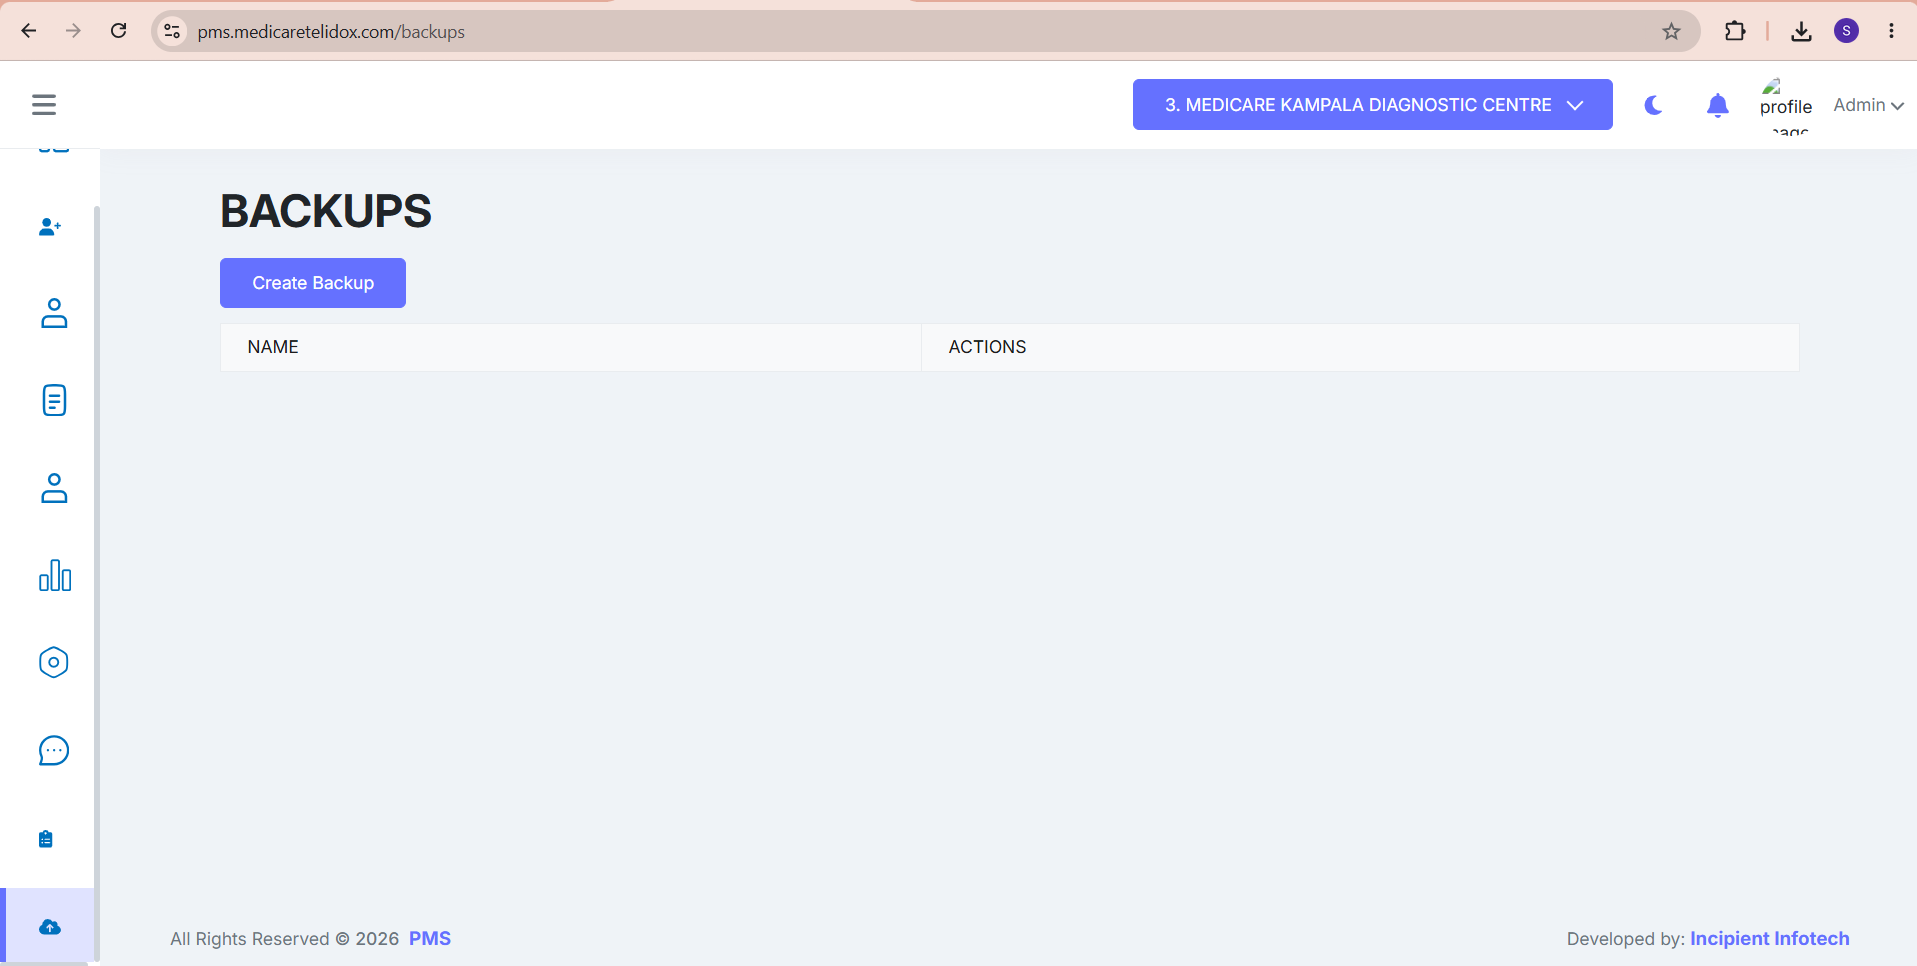 pms.medicaretelidox.com/backups
S
3. MEDICARE KAMPALA DIAGNOSTIC CENTRE
profile
Admin
BACKUPS
Create Backup
NAME ACTIONS
All Rights Reserved © 2026 PMS
Developed by: Incipient Infotech